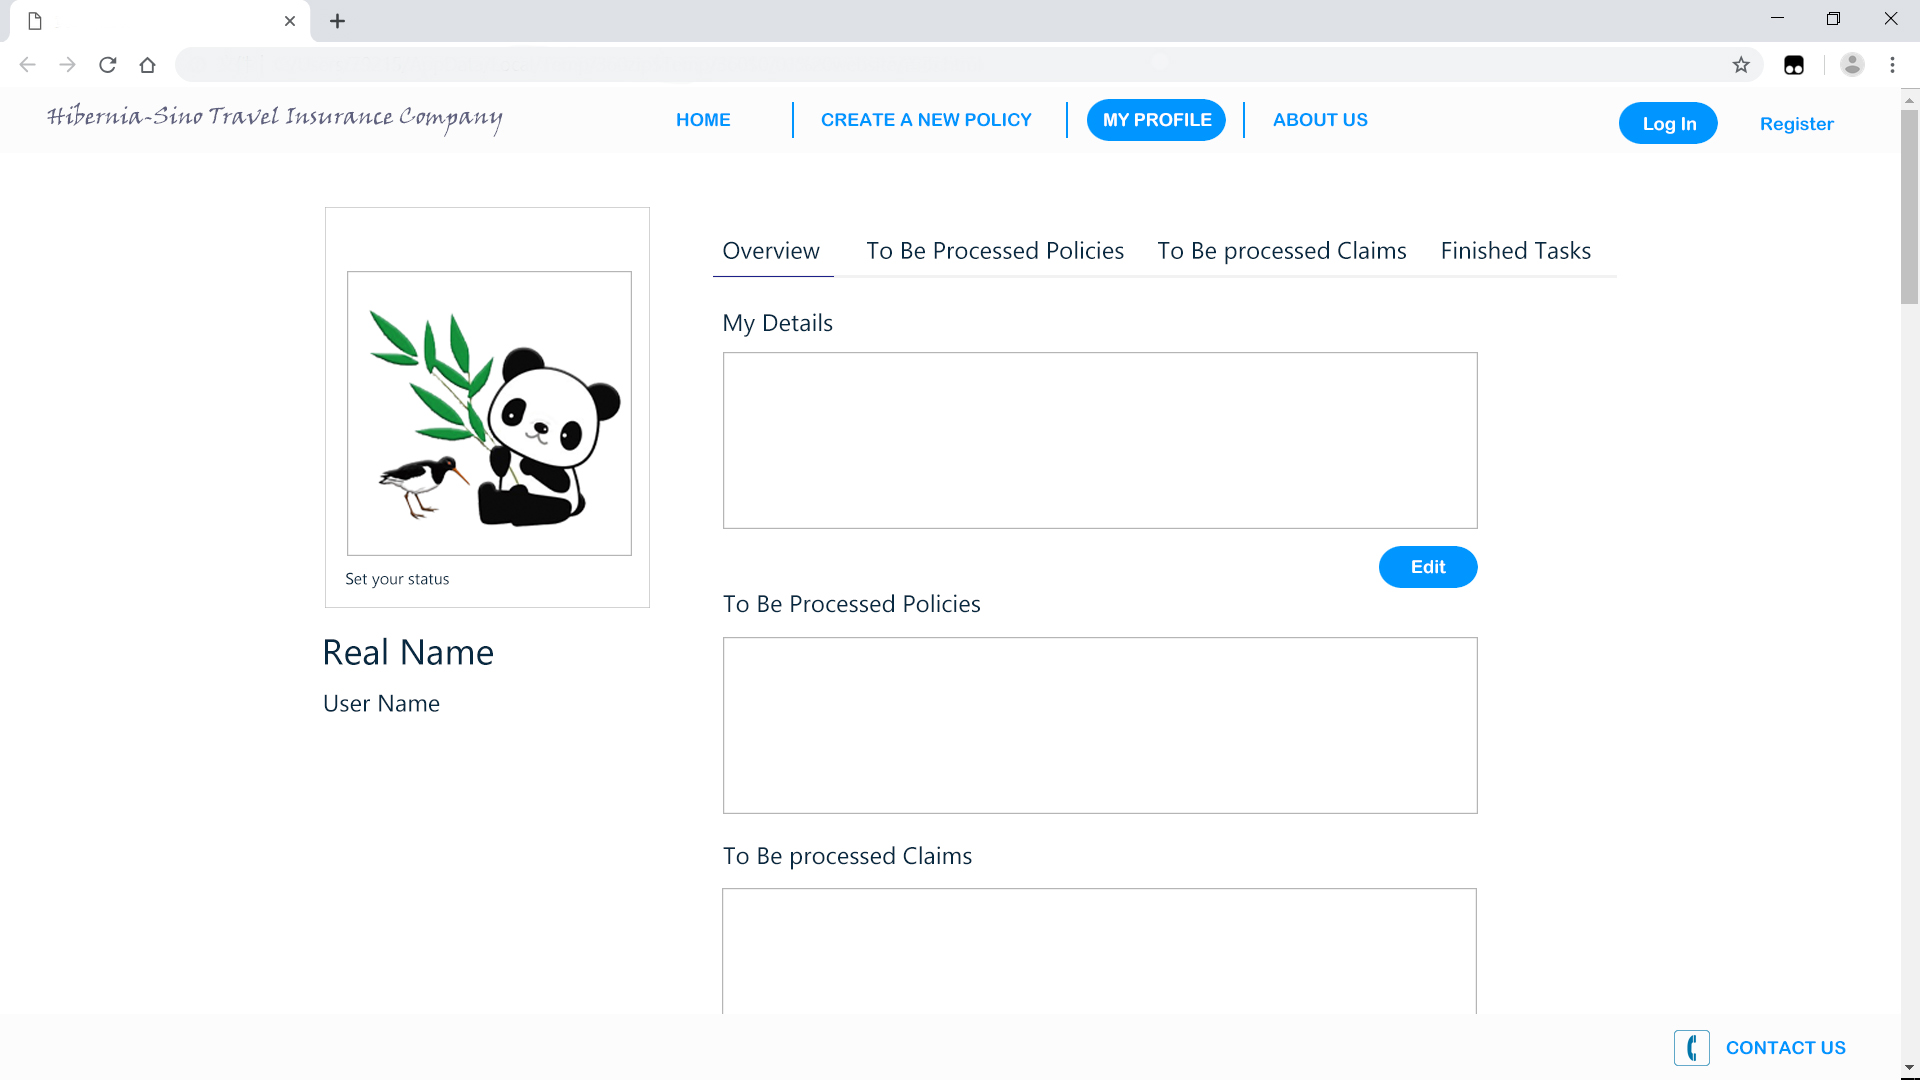 Hibernia-Sino Travel Insurance Company
HOME
CREATE A NEW POLICY
MY PROFILE
ABOUT US
Log In
Register
Overview
To Be Processed Policies
To Be processed Claims
Finished Tasks
My Details
Edit
Set your status
To Be Processed Policies
Real Name
User Name
To Be processed Claims
CONTACT US